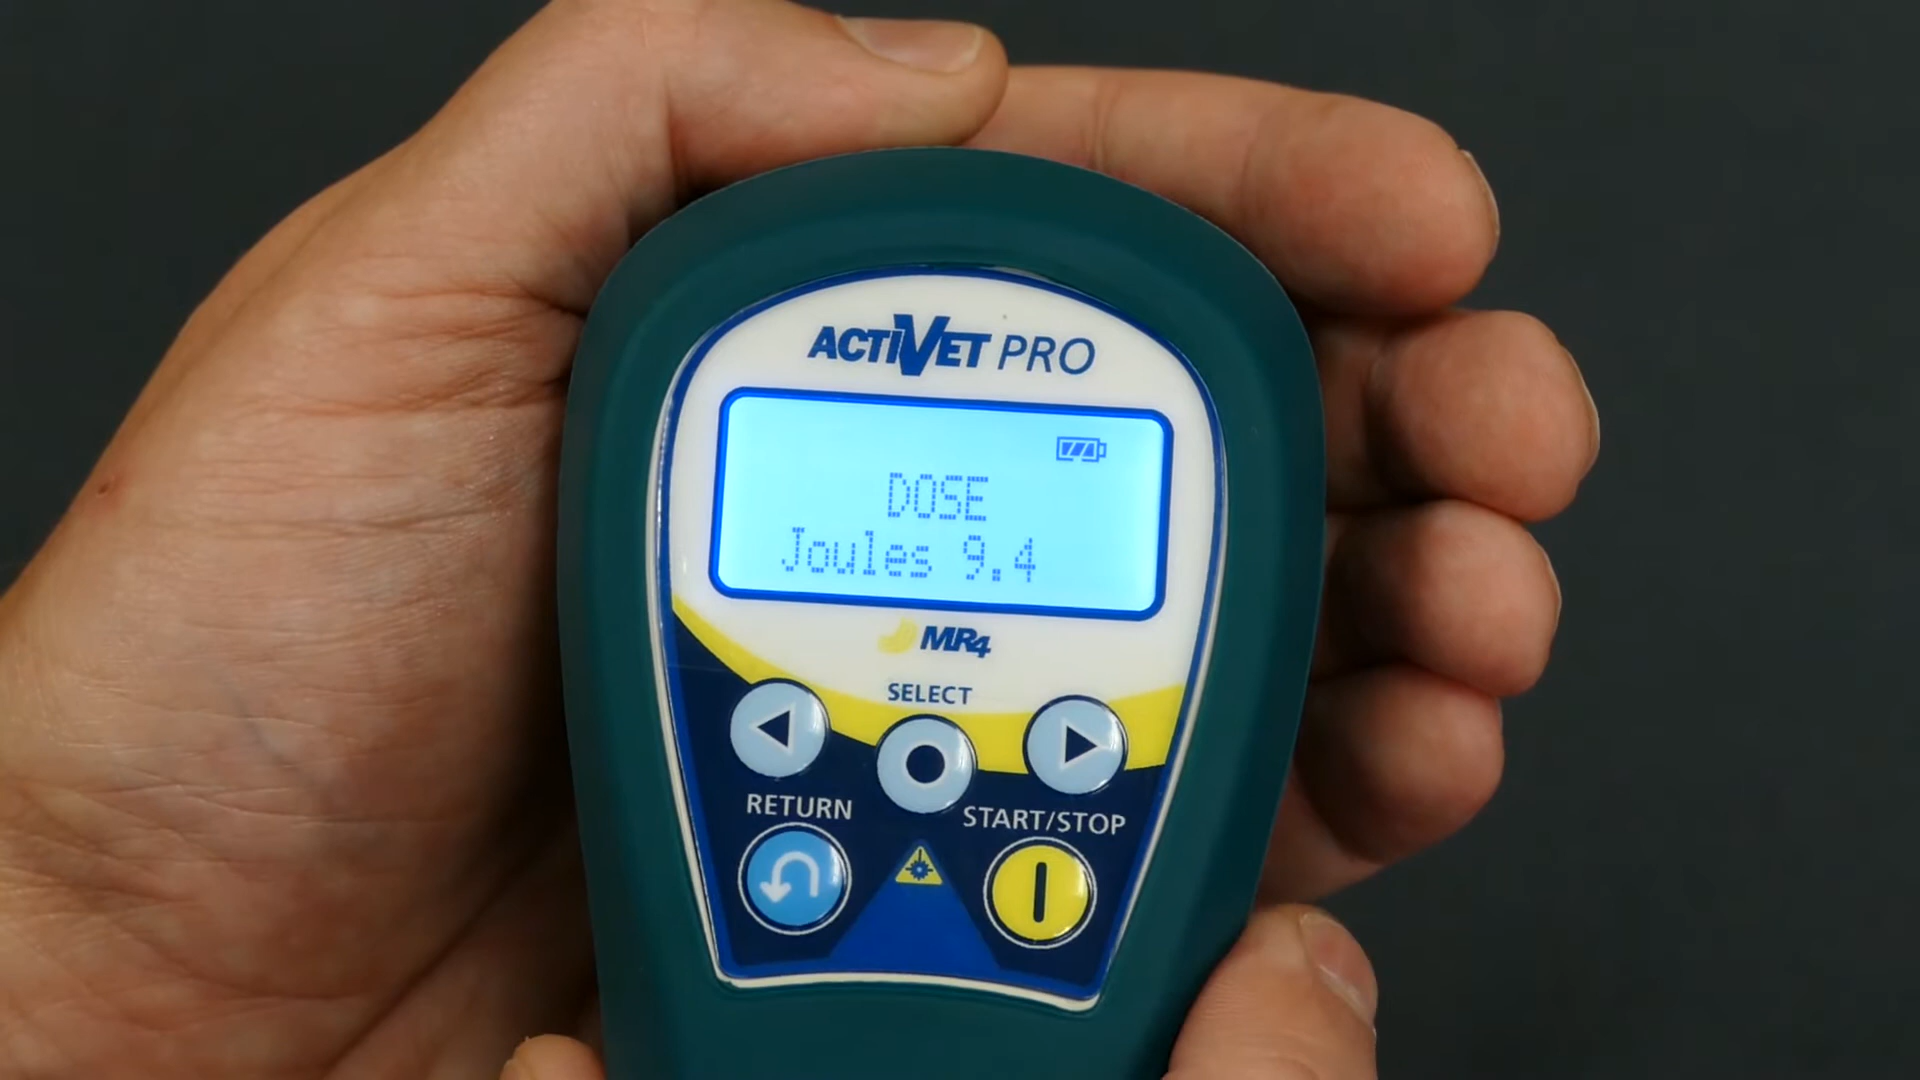 ACTIVET PRO
DOSE
Joules 9.4
MR4
SELECT
RETURN
START/STOP